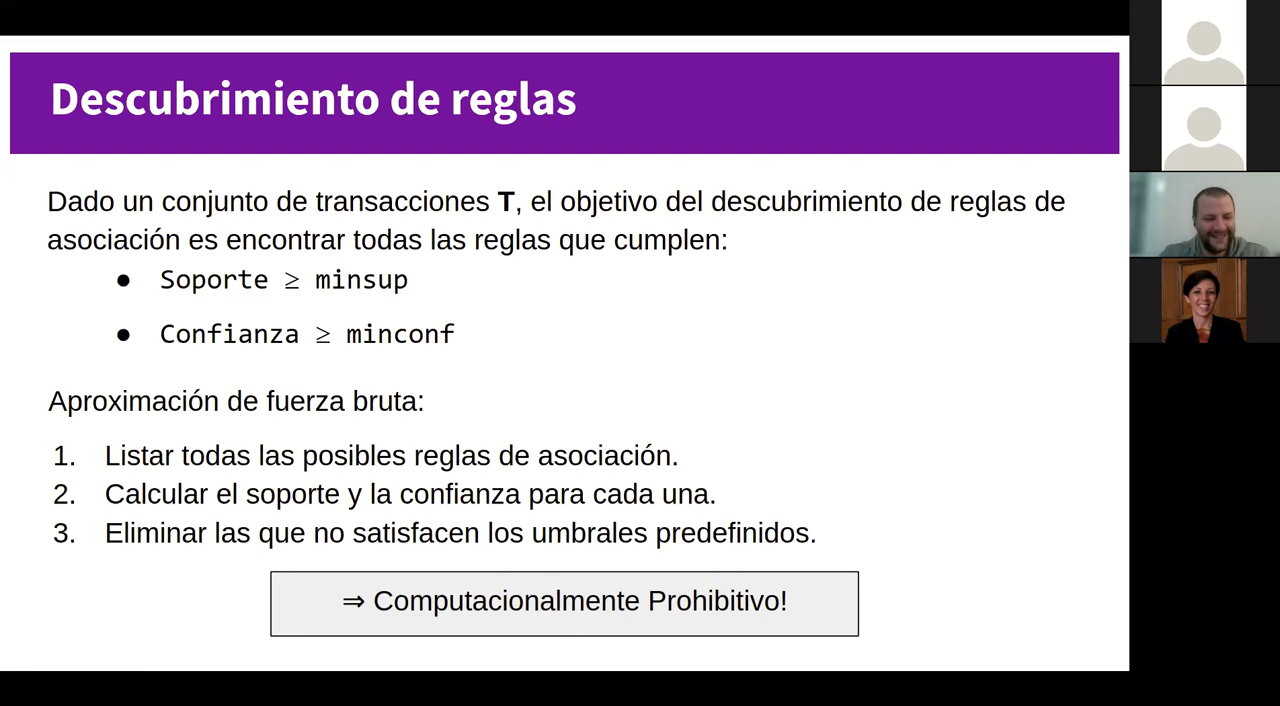 Descubrimiento de reglas
Dado un conjunto de transacciones T, el objetivo del descubrimiento de reglas de
asociación es encontrar todas las reglas que cumplen:
● Soporte ≥ minsup
● Confianza ≥ minconf
Aproximación de fuerza bruta:
1. Listar todas las posibles reglas de asociación.
2. Calcular el soporte y la confianza para cada una.
3. Eliminar las que no satisfacen los umbrales predefinidos.
⇒ Computacionalmente Prohibitivo!